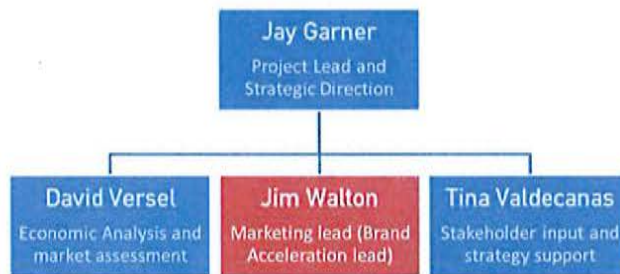 Jay Garner
Project Lead and
Strategic Direction
David Versel
Economic Analysis and
market assessment
Jim Walton
Marketing lead (Brand
Acceleration lead)
Tina Valdecanas
Stakeholder input and
strategy support